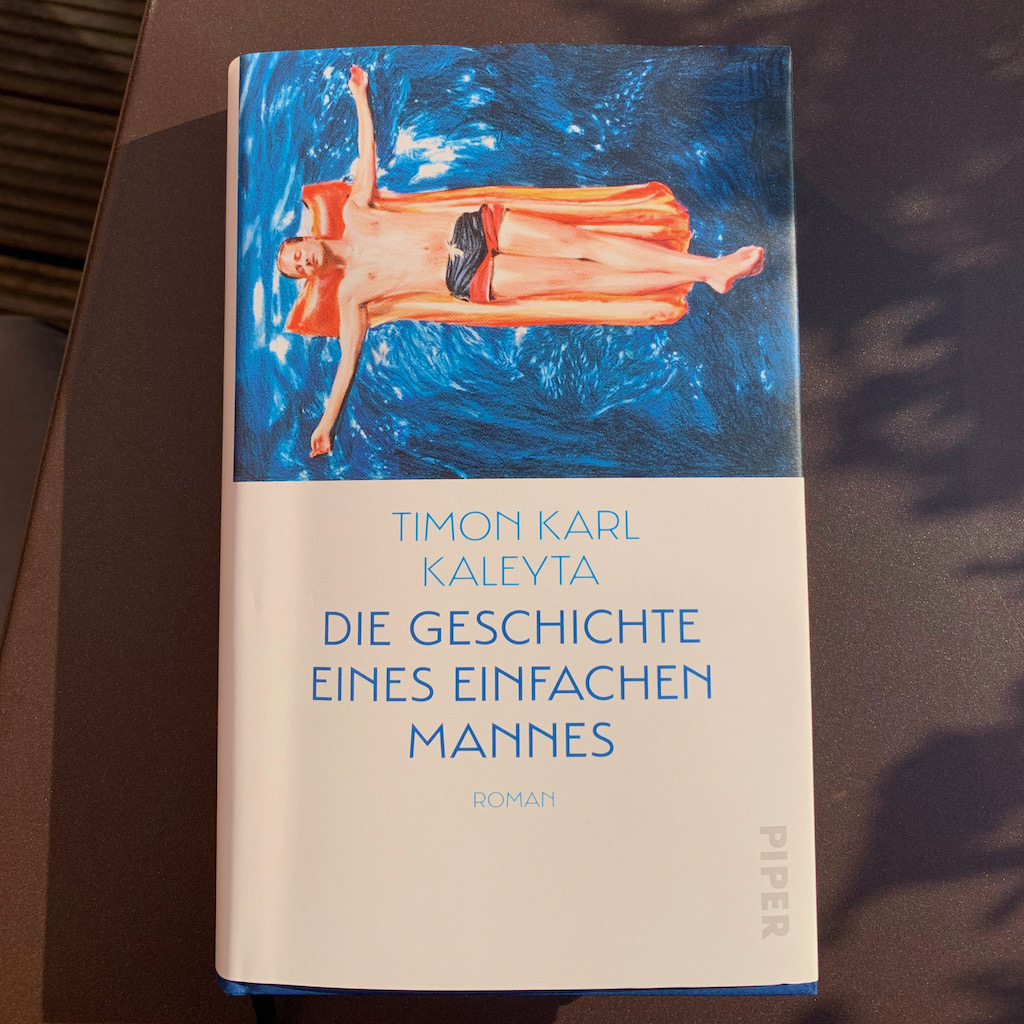 TIMON KARL
KALEYTA
DIE GESCHICHTE
EINES EINFACHEN
MANNES
ROMAN
PIPER